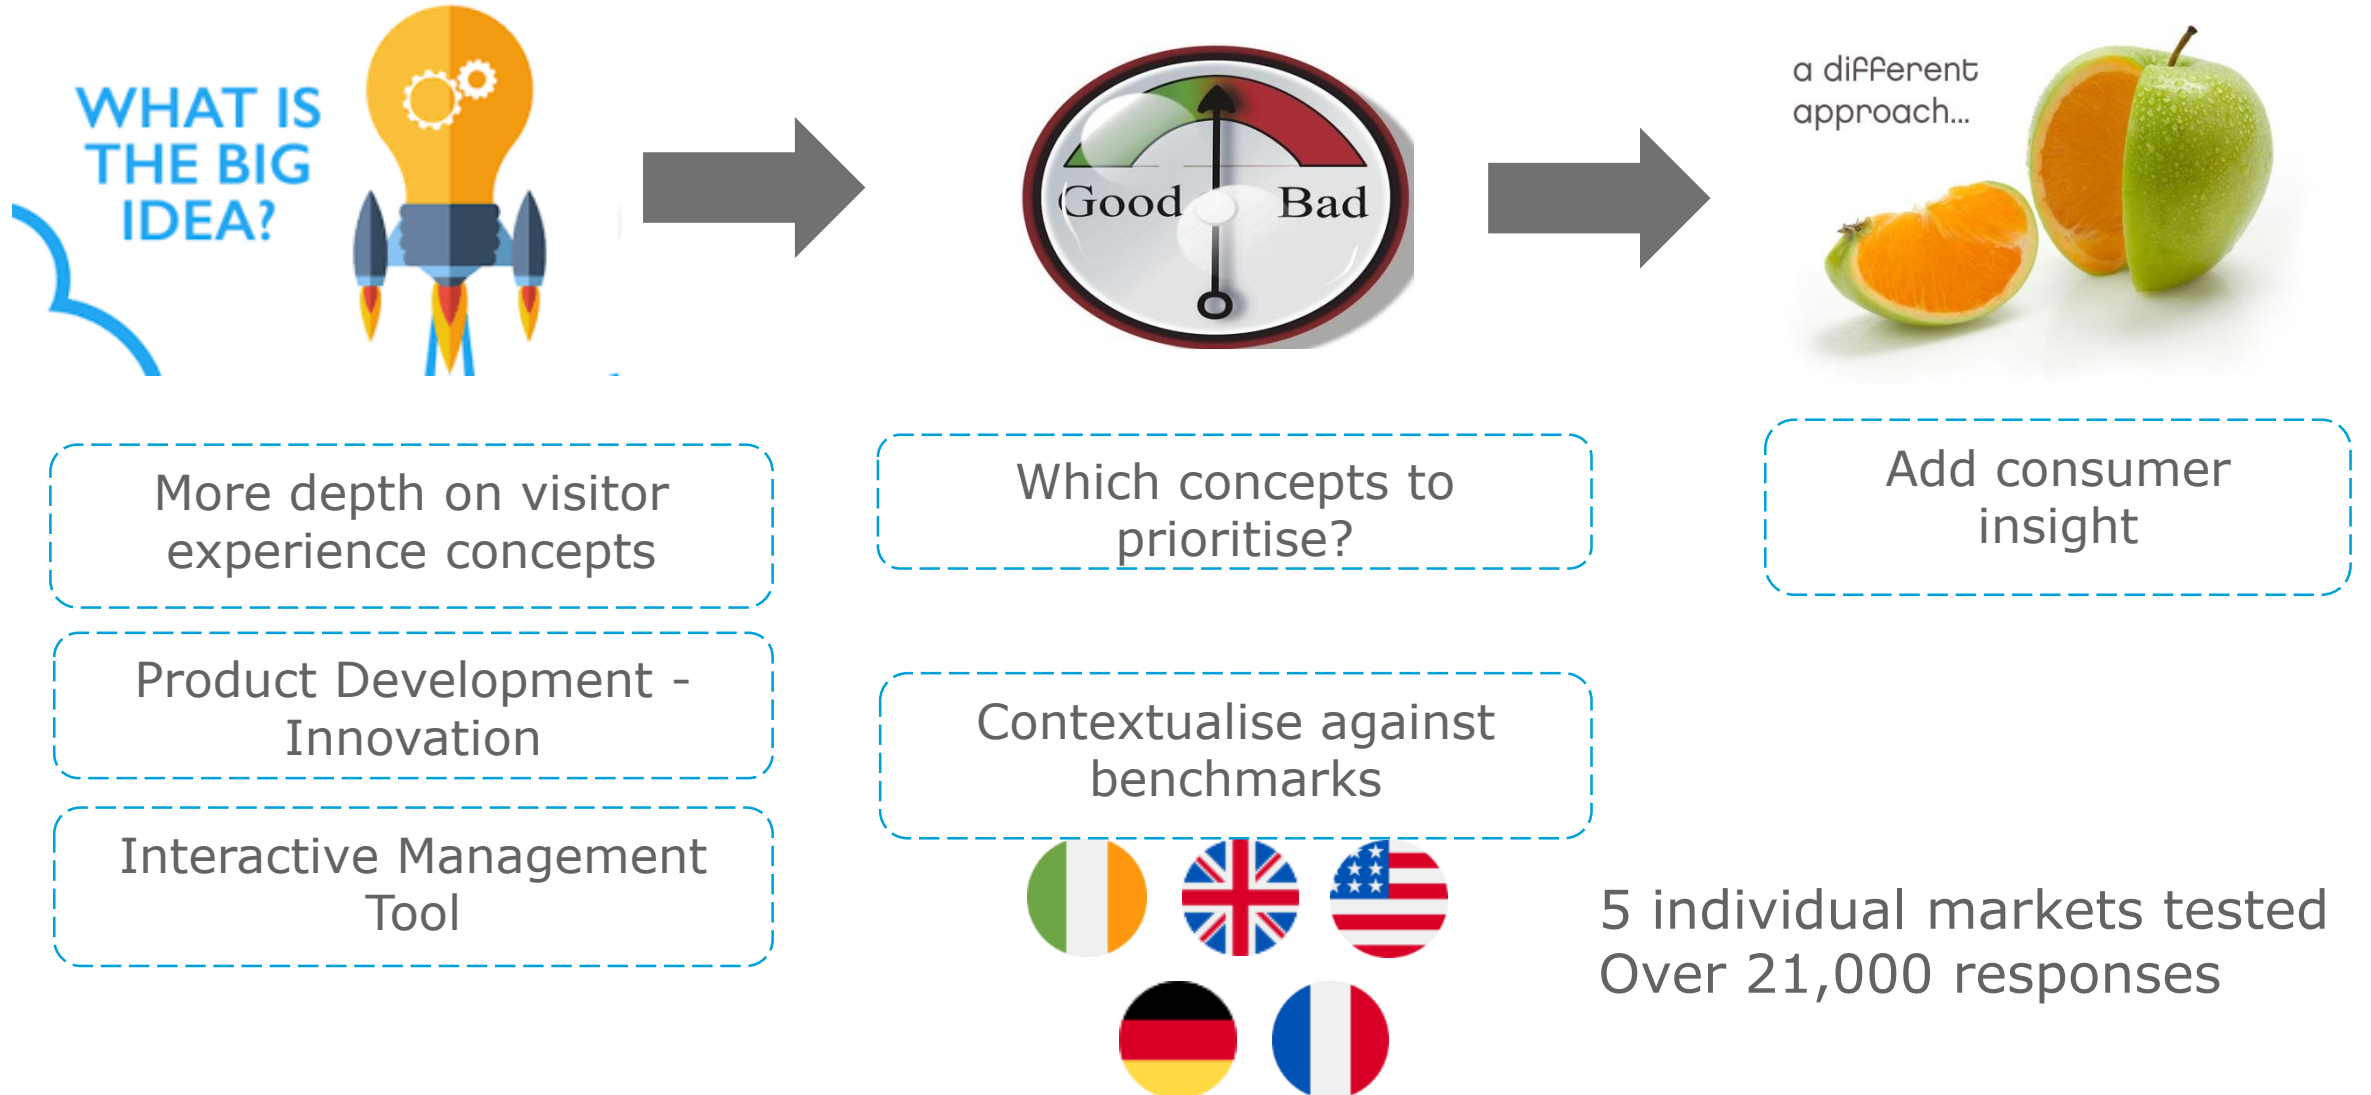 WHAT IS
THE BIG
IDEA?
Good
Bad
a different
approach...
More depth on visitor
experience concepts
Product Development -
Innovation
Interactive Management
Tool
Which concepts to
prioritise?
Contextualise against
benchmarks
Add consumer
insight
5 individual markets tested
Over 21,000 responses